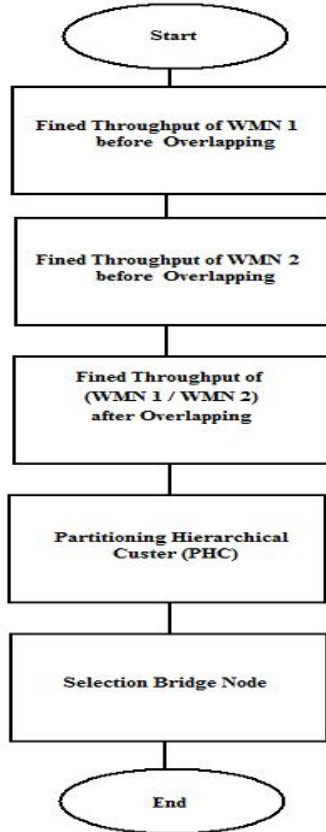 Start
Fined Throughput of WMN 1
before Overlapping
Fined Throughput of WMN 2
before Overlapping
Fined Throughput of
(WMN 1 / WMN 2)
after Overlapping
Partitioning Hierarchical
Custer (PHC)
Selection Bridge Node
End